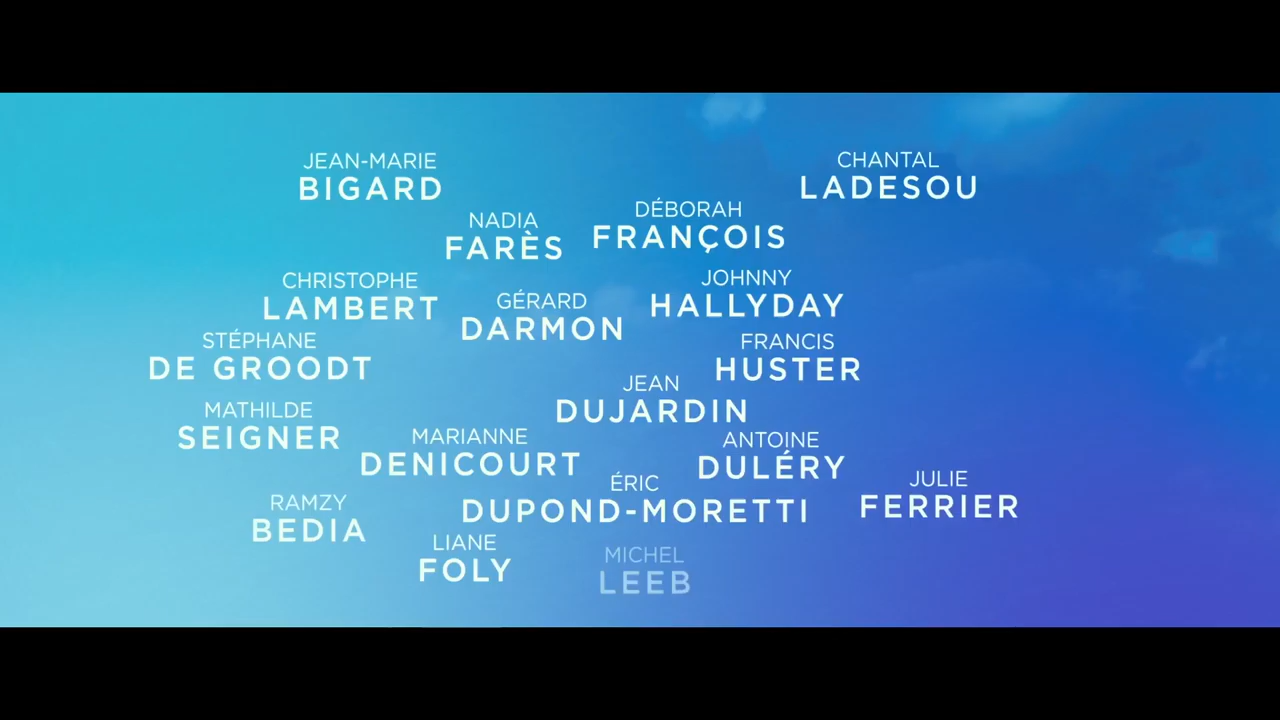 JEAN-MARIE
BIGARD
CHANTAL
LADESOU
NADIA
FARÈS
DÉBORAH
FRANÇOIS
CHRISTOPHE
LAMBERT
GÉRARD
DARMON
JOHNNY
HALLYDAY
STÉPHANE
DE GROODT
FRANCIS
HUSTER
JEAN
DUJARDIN
MATHILDE
SEIGNER
MARIANNE
DENICOURT
ANTOINE
DULÉRY
RAMZY
BEDIA
ÉRIC
DUPOND-MORETTI
JULIE
FERRIER
LIANE
FOLY
MICHEL
LEEB